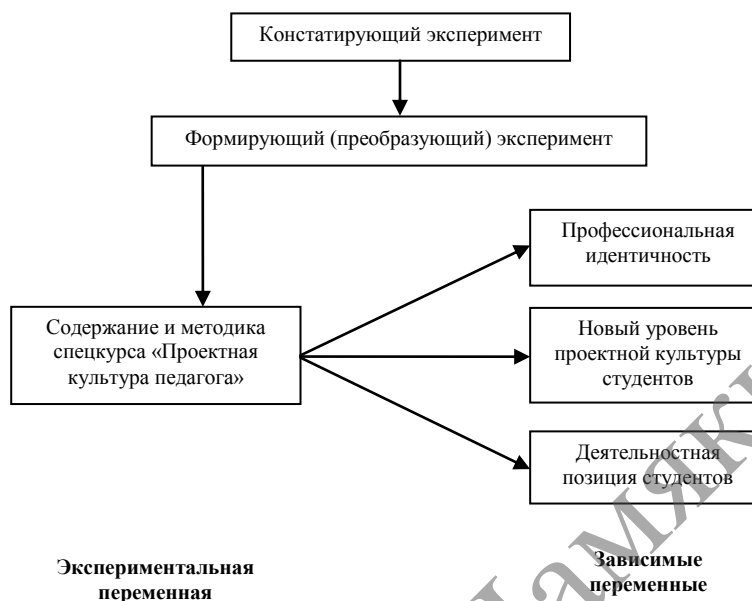 Констатирующий эксперимент
Формирующий (преобразующий) эксперимент
Профессиональная
идентичность
Содержание и методика
спецкурса «Проектная
культура педагога»
Новый уровень
проектной культуры
студентов
Деятельностная
позиция студентов
Экспериментальная
переменная
Зависимые
переменные